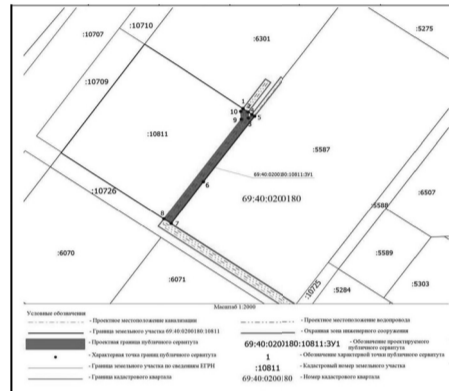 :10710
:10707
:6301
:5275
:10709
1
10
9
5
:10811
:5587
69:40:0200180:10811:ЗУ1
6
69:40:0200180
:10726
:6507
8
7
:5588
:6070
:6071
:5589
:10725
:5284
:5303
Масштаб 1:2000
Условные обозначения
- Проектное местоположение канализации
- Проектное местоположение водопровода
- Граница земельного участка 69:40:0200180:10811
- Охранная зона инженерного сооружения
- Проектная граница публичного сервитута
69:40:0200180:10811:ЗУ1 - Обозначение проектируемого
публичного сервитута
- Характерная точка границы публичного сервитута
1 - Обозначение характерной точки публичного сервитута
- Граница земельного участка по сведениям ЕГРН
:10811 - Кадастровый номер земельного участка
- Граница кадастрового квартала
69:40:0200180 - Номер кадастрового квартала